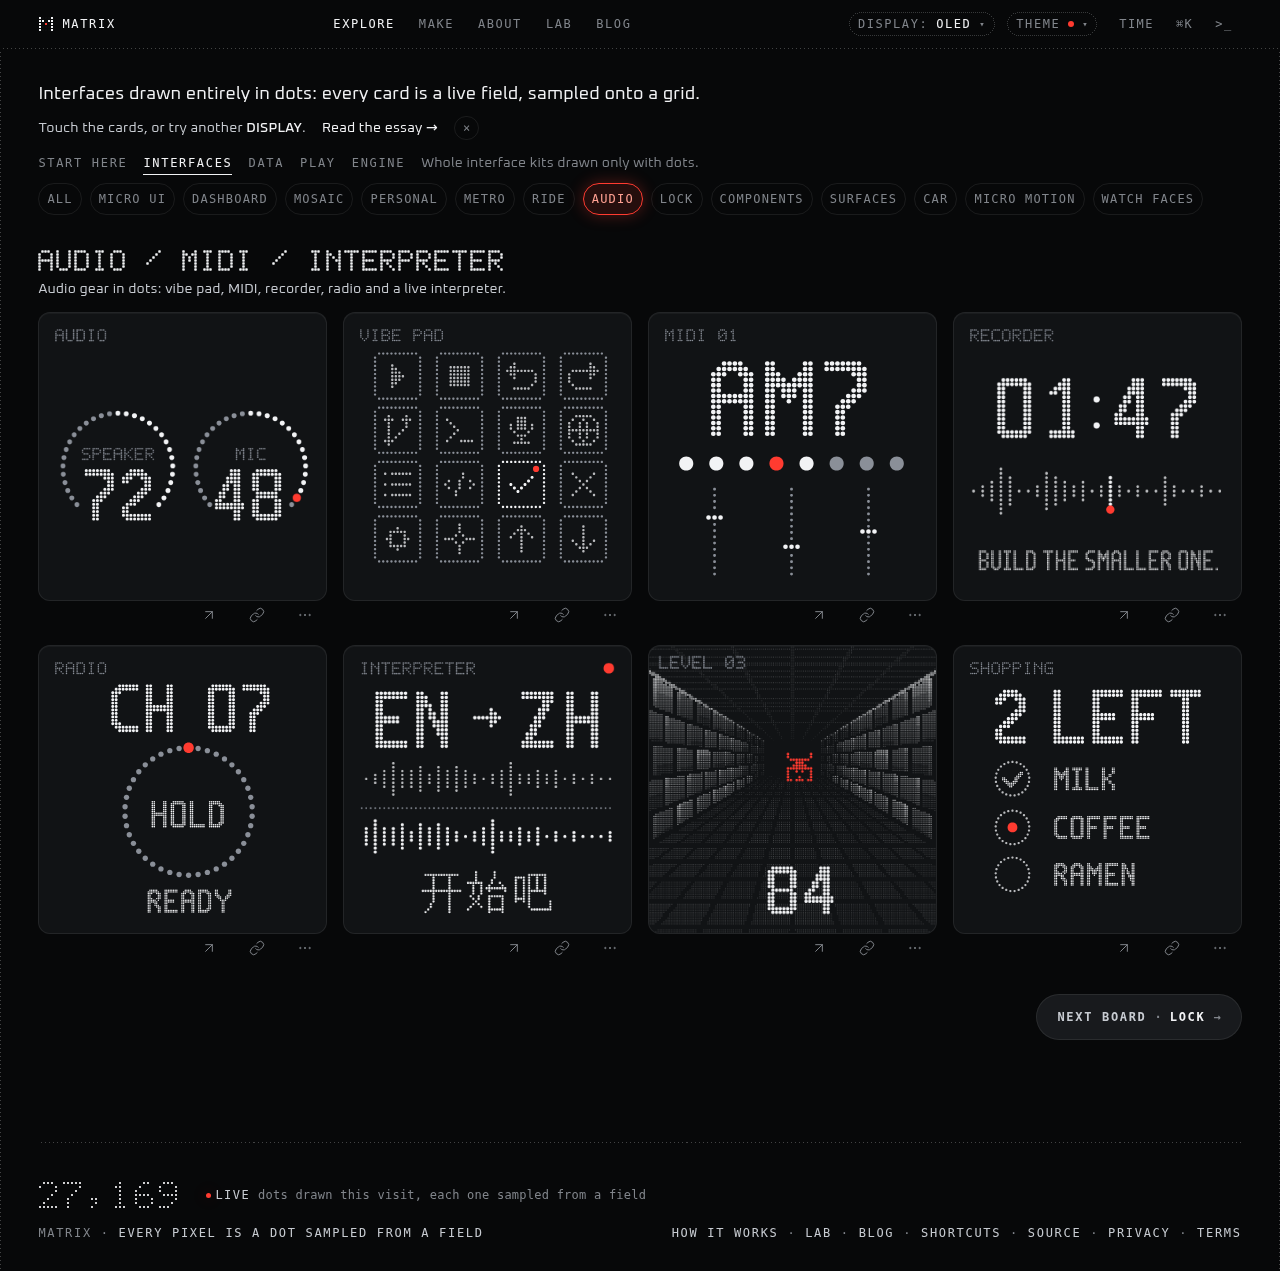 MATRIX
EXPLORE MAKE ABOUT LAB BLOG
DISPLAY: OLED ▾ THEME ● ▾ TIME ⌘K >_
Interfaces drawn entirely in dots: every card is a live field, sampled onto a grid.
Touch the cards, or try another DISPLAY. Read the essay → ×
START HERE INTERFACES DATA PLAY ENGINE Whole interface kits drawn only with dots.
ALL MICRO UI DASHBOARD MOSAIC PERSONAL METRO RIDE AUDIO LOCK COMPONENTS SURFACES CAR MICRO MOTION WATCH FACES
AUDIO / MIDI / INTERPRETER
Audio gear in dots: vibe pad, MIDI, recorder, radio and a live interpreter.
AUDIO
SPEAKER
72
MIC
48
VIBE PAD
MIDI 01
AM7
RECORDER
01:47
BUILD THE SMALLER ONE.
RADIO
CH 07
HOLD
READY
INTERPRETER
EN → ZH
开始吧
LEVEL 03
84
SHOPPING
2 LEFT
MILK
COFFEE
RAMEN
NEXT BOARD · LOCK →
27,169
● LIVE dots drawn this visit, each one sampled from a field
MATRIX · EVERY PIXEL IS A DOT SAMPLED FROM A FIELD
HOW IT WORKS · LAB · BLOG · SHORTCUTS · SOURCE · PRIVACY · TERMS